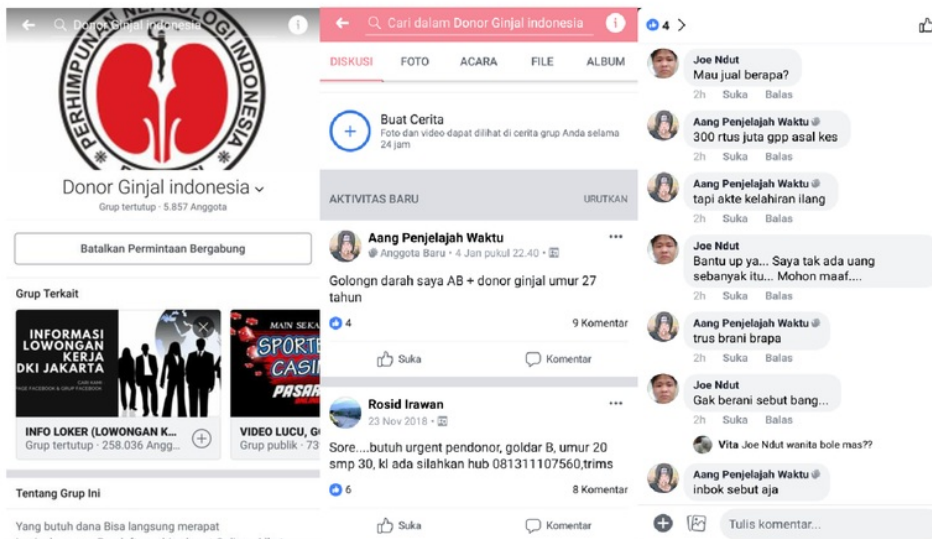 Donor Ginjal indonesia
PERHIMPUNAN NEFROLOGI INDONESIA
Donor Ginjal indonesia
Grup tertutup · 5.857 Anggota
Batalkan Permintaan Bergabung
Grup Terkait
INFORMASI
LOWONGAN
KERJA
DKI JAKARTA
INFO LOKER (LOWONGAN K...
Grup tertutup · 258.036 Angg...
MAIN SEKA
SPORTE
CASI
PASAR
VIDEO LUCU, G
Grup publik · 73
Tentang Grup Ini
Yang butuh dana Bisa langsung merapat
Cari dalam Donor Ginjal indonesia
DISKUSI
FOTO
ACARA
FILE
ALBUM
Buat Cerita
Foto dan video dapat dilihat di cerita grup Anda selama
24 jam
AKTIVITAS BARU
URUTKAN
Aang Penjelajah Waktu
Anggota Baru · 4 Jan pukul 22.40 ·
Golongn darah saya AB + donor ginjal umur 27
tahun
4
9 Komentar
Suka
Komentar
Rosid Irawan
23 Nov 2018 ·
Sore....butuh urgent pendonor, goldar B, umur 20
smp 30, kl ada silahkan hub 081311107560,trims
6
8 Komentar
Suka
Komentar
4
Joe Ndut
Mau jual berapa?
2h Suka Balas
Aang Penjelajah Waktu
300 rtus juta gpp asal kes
2h Suka Balas
Aang Penjelajah Waktu
tapi akte kelahiran ilang
2h Suka Balas
Joe Ndut
Bantu up ya... Saya tak ada uang
sebanyak itu... Mohon maaf....
2h Suka Balas
Aang Penjelajah Waktu
trus brani brapa
2h Suka Balas
Joe Ndut
Gak berani sebut bang...
2h Suka Balas
Vita Joe Ndut wanita bole mas??
Aang Penjelajah Waktu
inbok sebut aja
Tulis komentar...